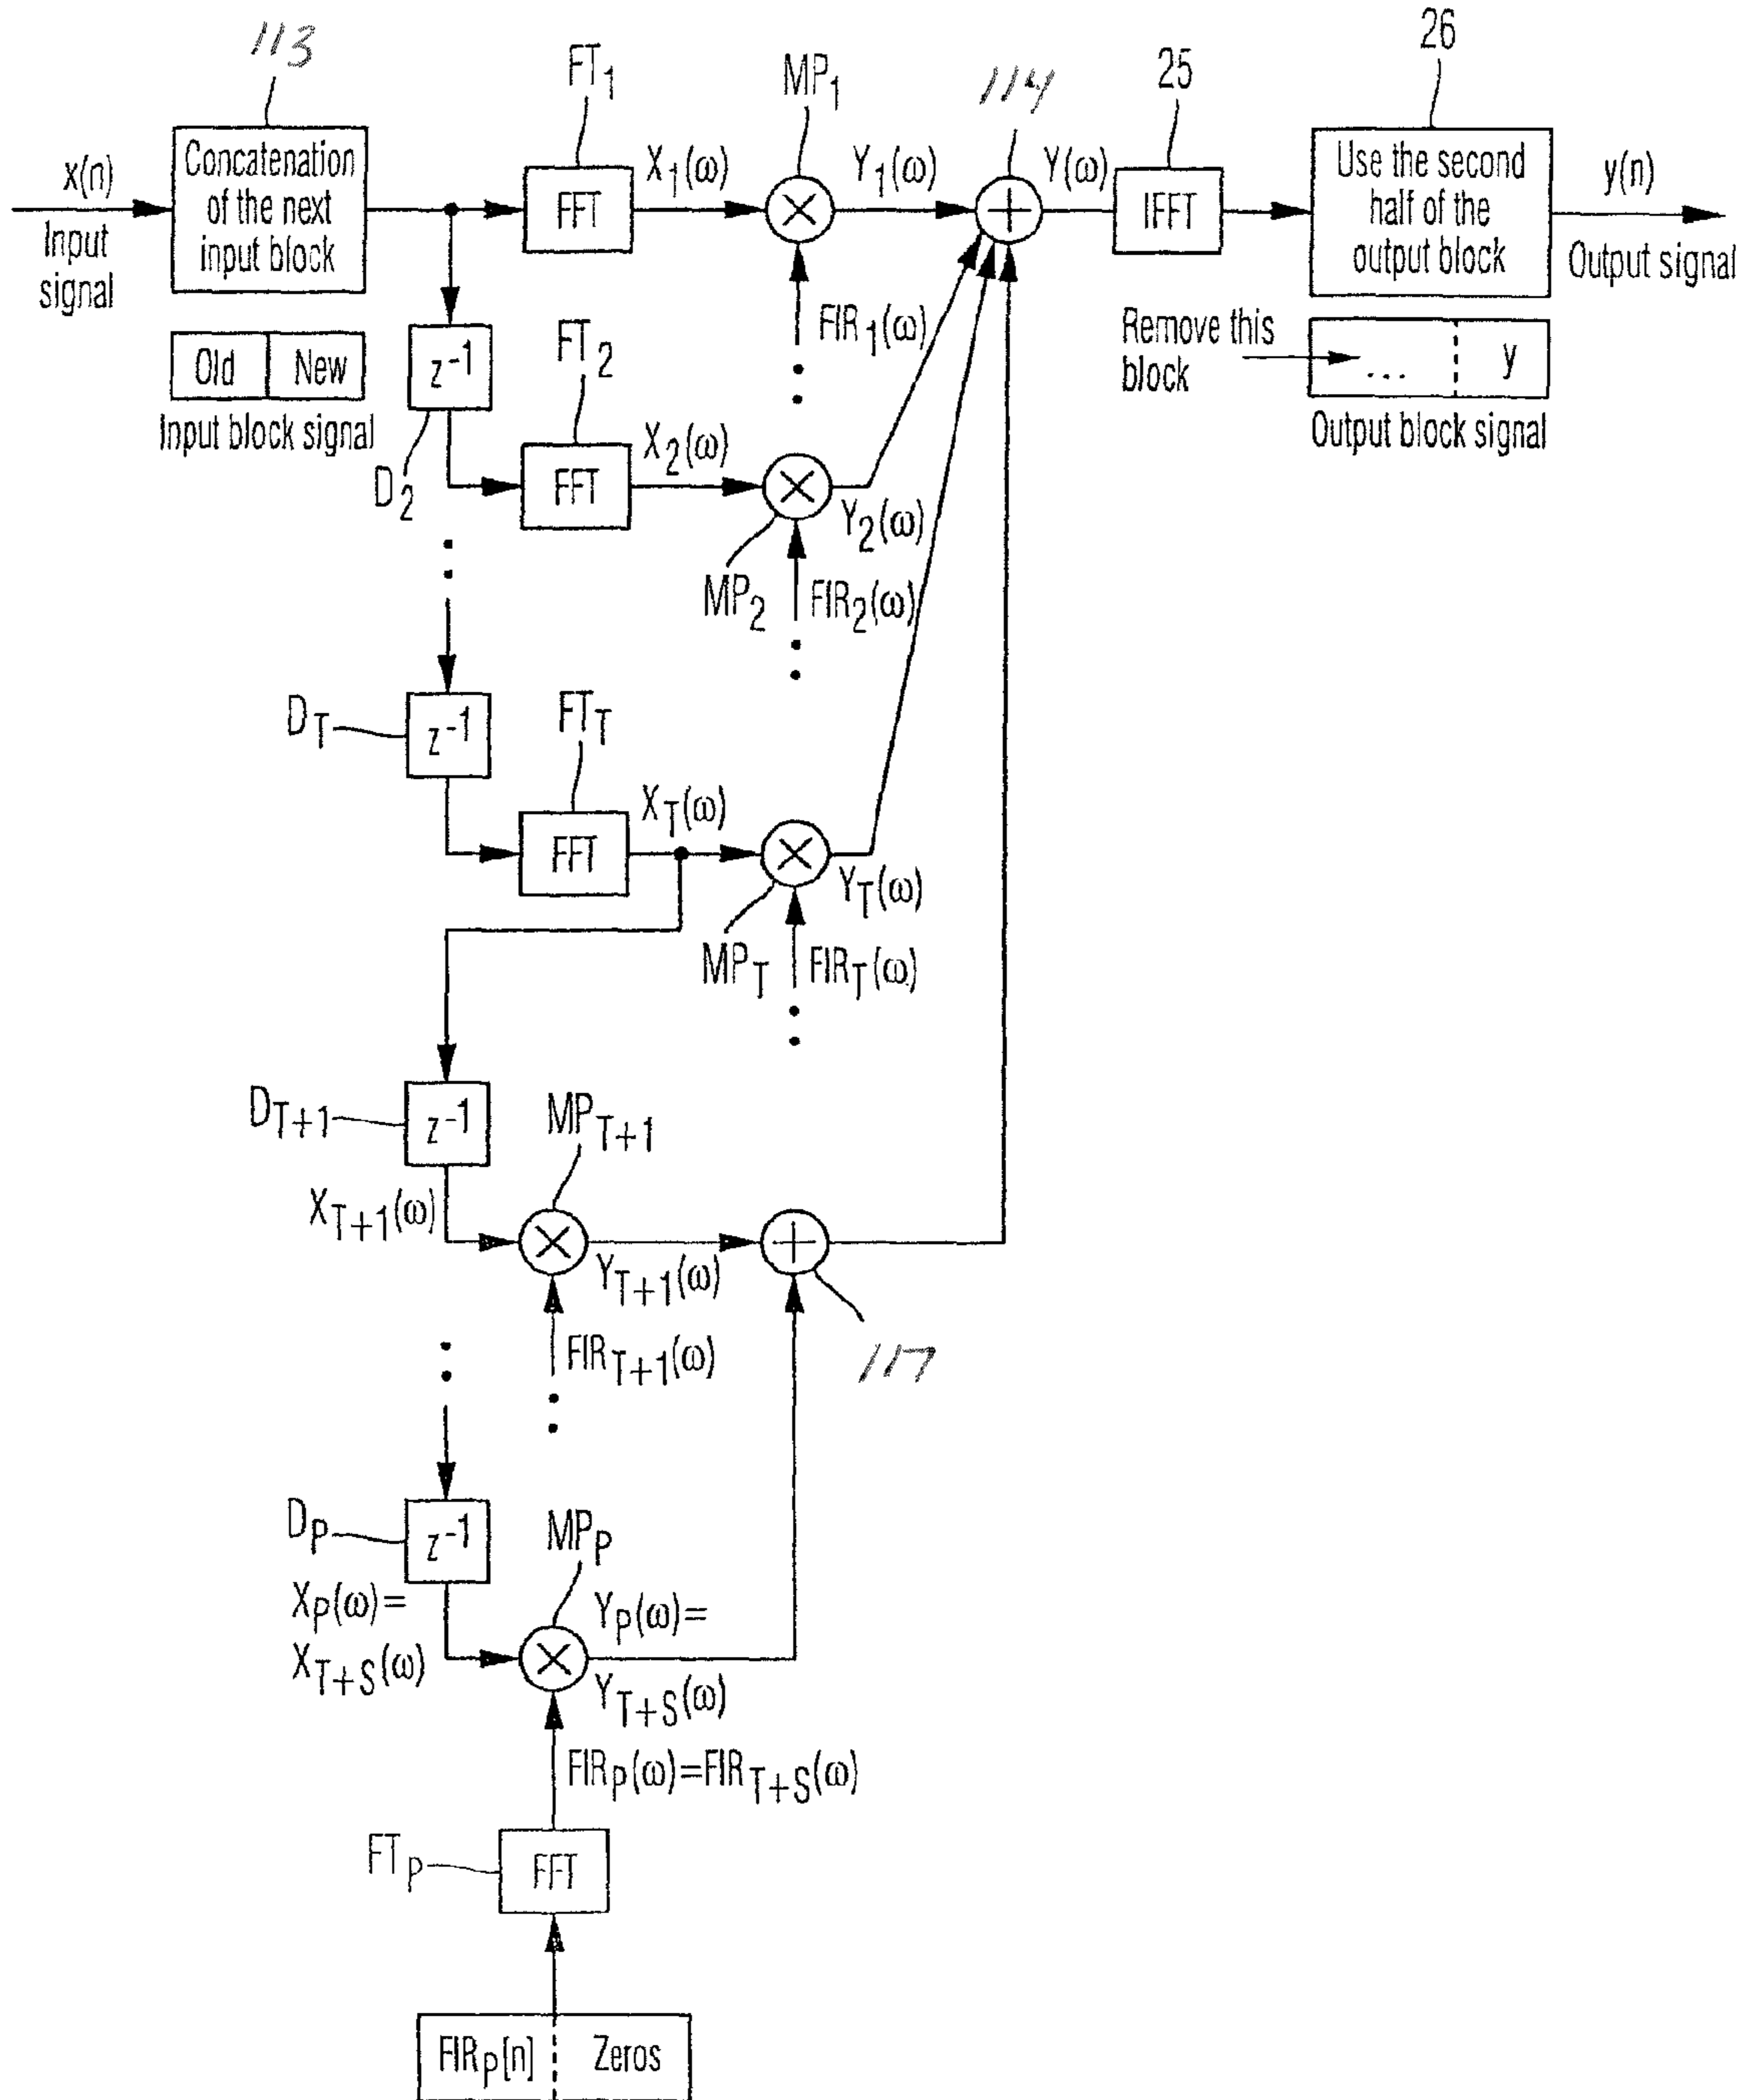 113
FT1
MP1
114
25
26
x(n)
Input
signal
Concatenation
of the next
input block
FFT
X1(ω)
Y1(ω)
Y(ω)
IFFT
Use the second
half of the
output block
y(n)
Output signal
FIR1(ω)
Old
New
Input block signal
z-1
D2
FT2
Remove this
block
...
y
Output block signal
FFT
X2(ω)
Y2(ω)
MP2
FIR2(ω)
DT
z-1
FTT
FFT
XT(ω)
YT(ω)
MPT
FIRT(ω)
DT+1
z-1
MPT+1
XT+1(ω)
YT+1(ω)
FIRT+1(ω)
117
DP
z-1
MPP
XP(ω)=
XT+S(ω)
YP(ω)=
YT+S(ω)
FIRP(ω)=FIRT+S(ω)
FTP
FFT
FIRP[n]
Zeros